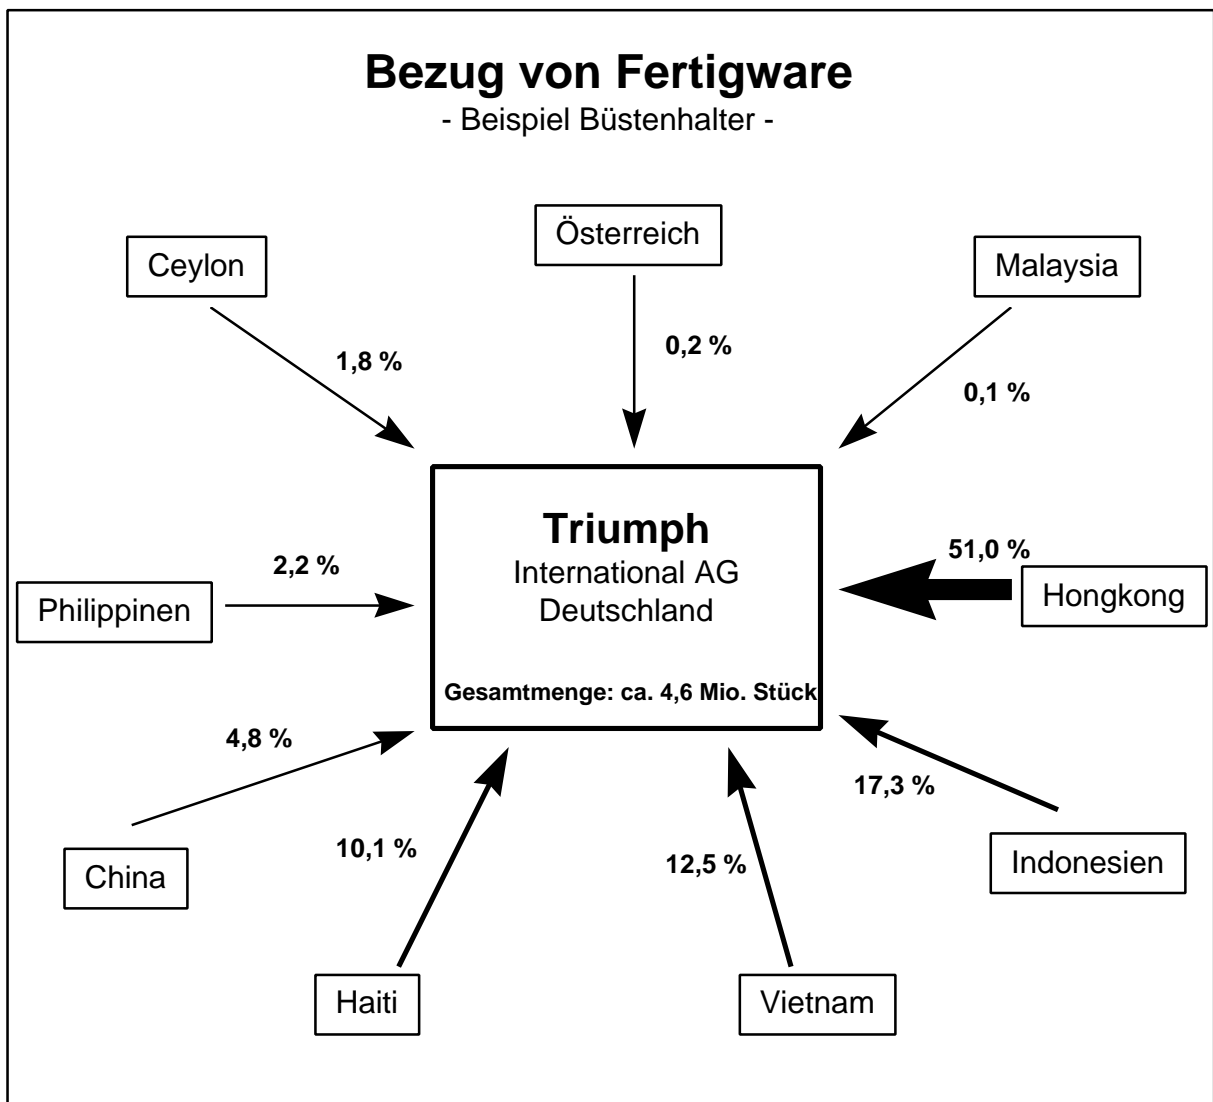 Bezug von Fertigware
- Beispiel Büstenhalter -
Österreich
Ceylon
Malaysia
0,2 %
1,8 %
0,1 %
Triumph
International AG
Deutschland
Gesamtmenge: ca. 4,6 Mio. Stück
51,0 %
Hongkong
2,2 %
Philippinen
4,8 %
China
10,1 %
Haiti
12,5 %
Vietnam
17,3 %
Indonesien